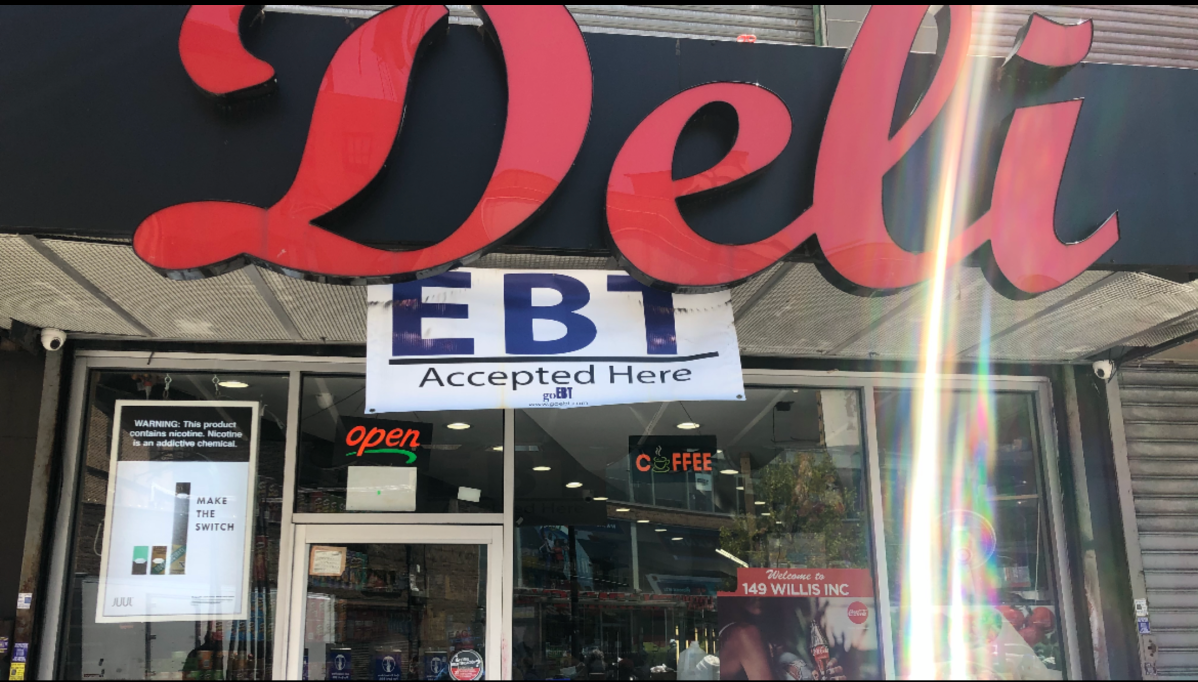 Deli
EBT
Accepted Here
goEBT
WARNING: This product
contains nicotine. Nicotine
is an addictive chemical.
open
COFFEE
MAKE
THE
SWITCH
JUUL
Welcome to
149 WILLIS INC